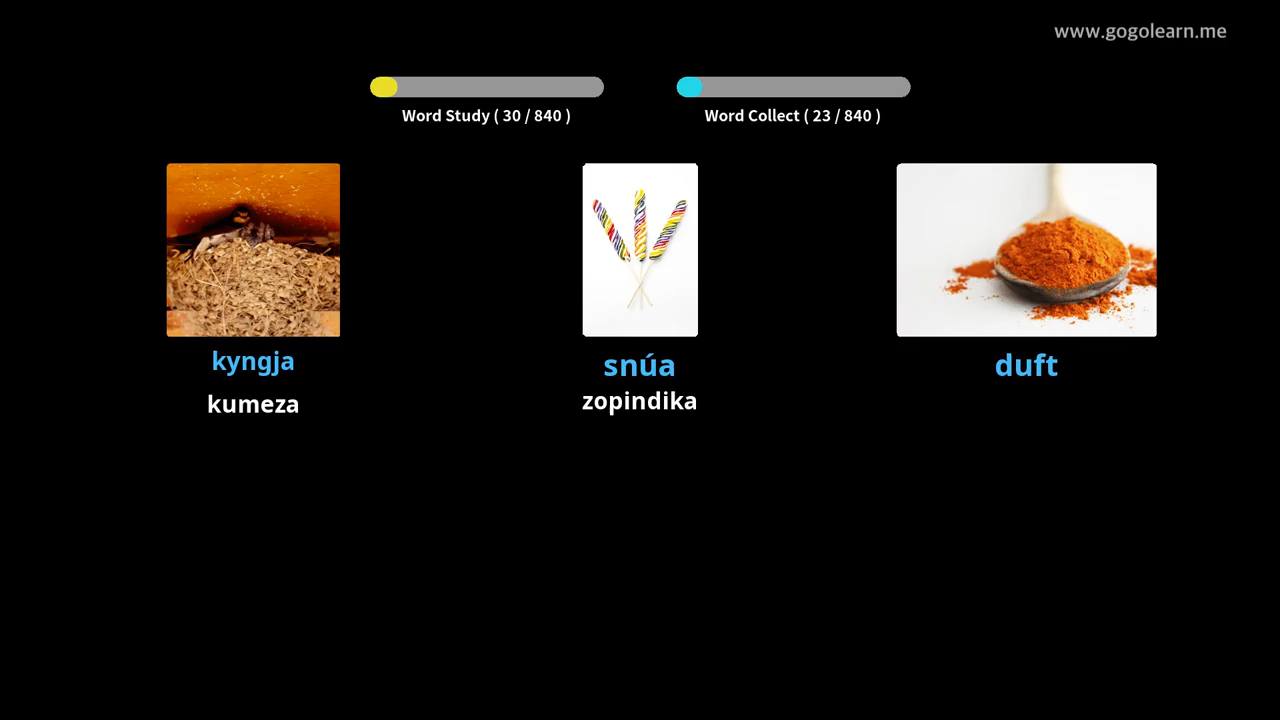 www.gogolearn.me
Word Study ( 30 / 840 )
Word Collect ( 23 / 840 )
kyngja
snúa
duft
kumeza
zopindika